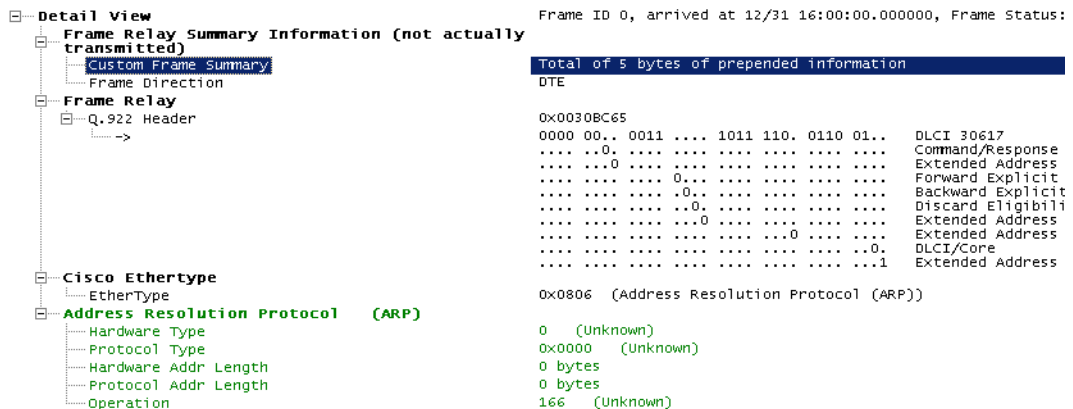 Detail View Frame ID 0, arrived at 12/31 16:00:00.000000, Frame Status:
Frame Relay Summary Information (not actually
transmitted)
Custom Frame Summary Total of 5 bytes of prepended information
Frame Direction DTE
Frame Relay
Q.922 Header 0x0030BC65
-> 0000 00.. 0011 .... 1011 110. 0110 01.. DLCI 30617
.... ..0. .... .... .... .... .... .... Command/Response
.... ...0 .... .... .... .... .... .... Extended Address
.... .... .... 0... .... .... .... .... Forward Explicit
.... .... .... .0.. .... .... .... .... Backward Explicit
.... .... .... ..0. .... .... .... .... Discard Eligibili
.... .... .... ...0 .... .... .... .... Extended Address
.... .... .... .... .... ...0 .... .... Extended Address
.... .... .... .... .... .... .... ..0. DLCI/Core
.... .... .... .... .... .... .... ...1 Extended Address
Cisco Ethertype
EtherType 0x0806 (Address Resolution Protocol (ARP))
Address Resolution Protocol (ARP)
Hardware Type 0 (Unknown)
Protocol Type 0x0000 (Unknown)
Hardware Addr Length 0 bytes
Protocol Addr Length 0 bytes
Operation 166 (Unknown)